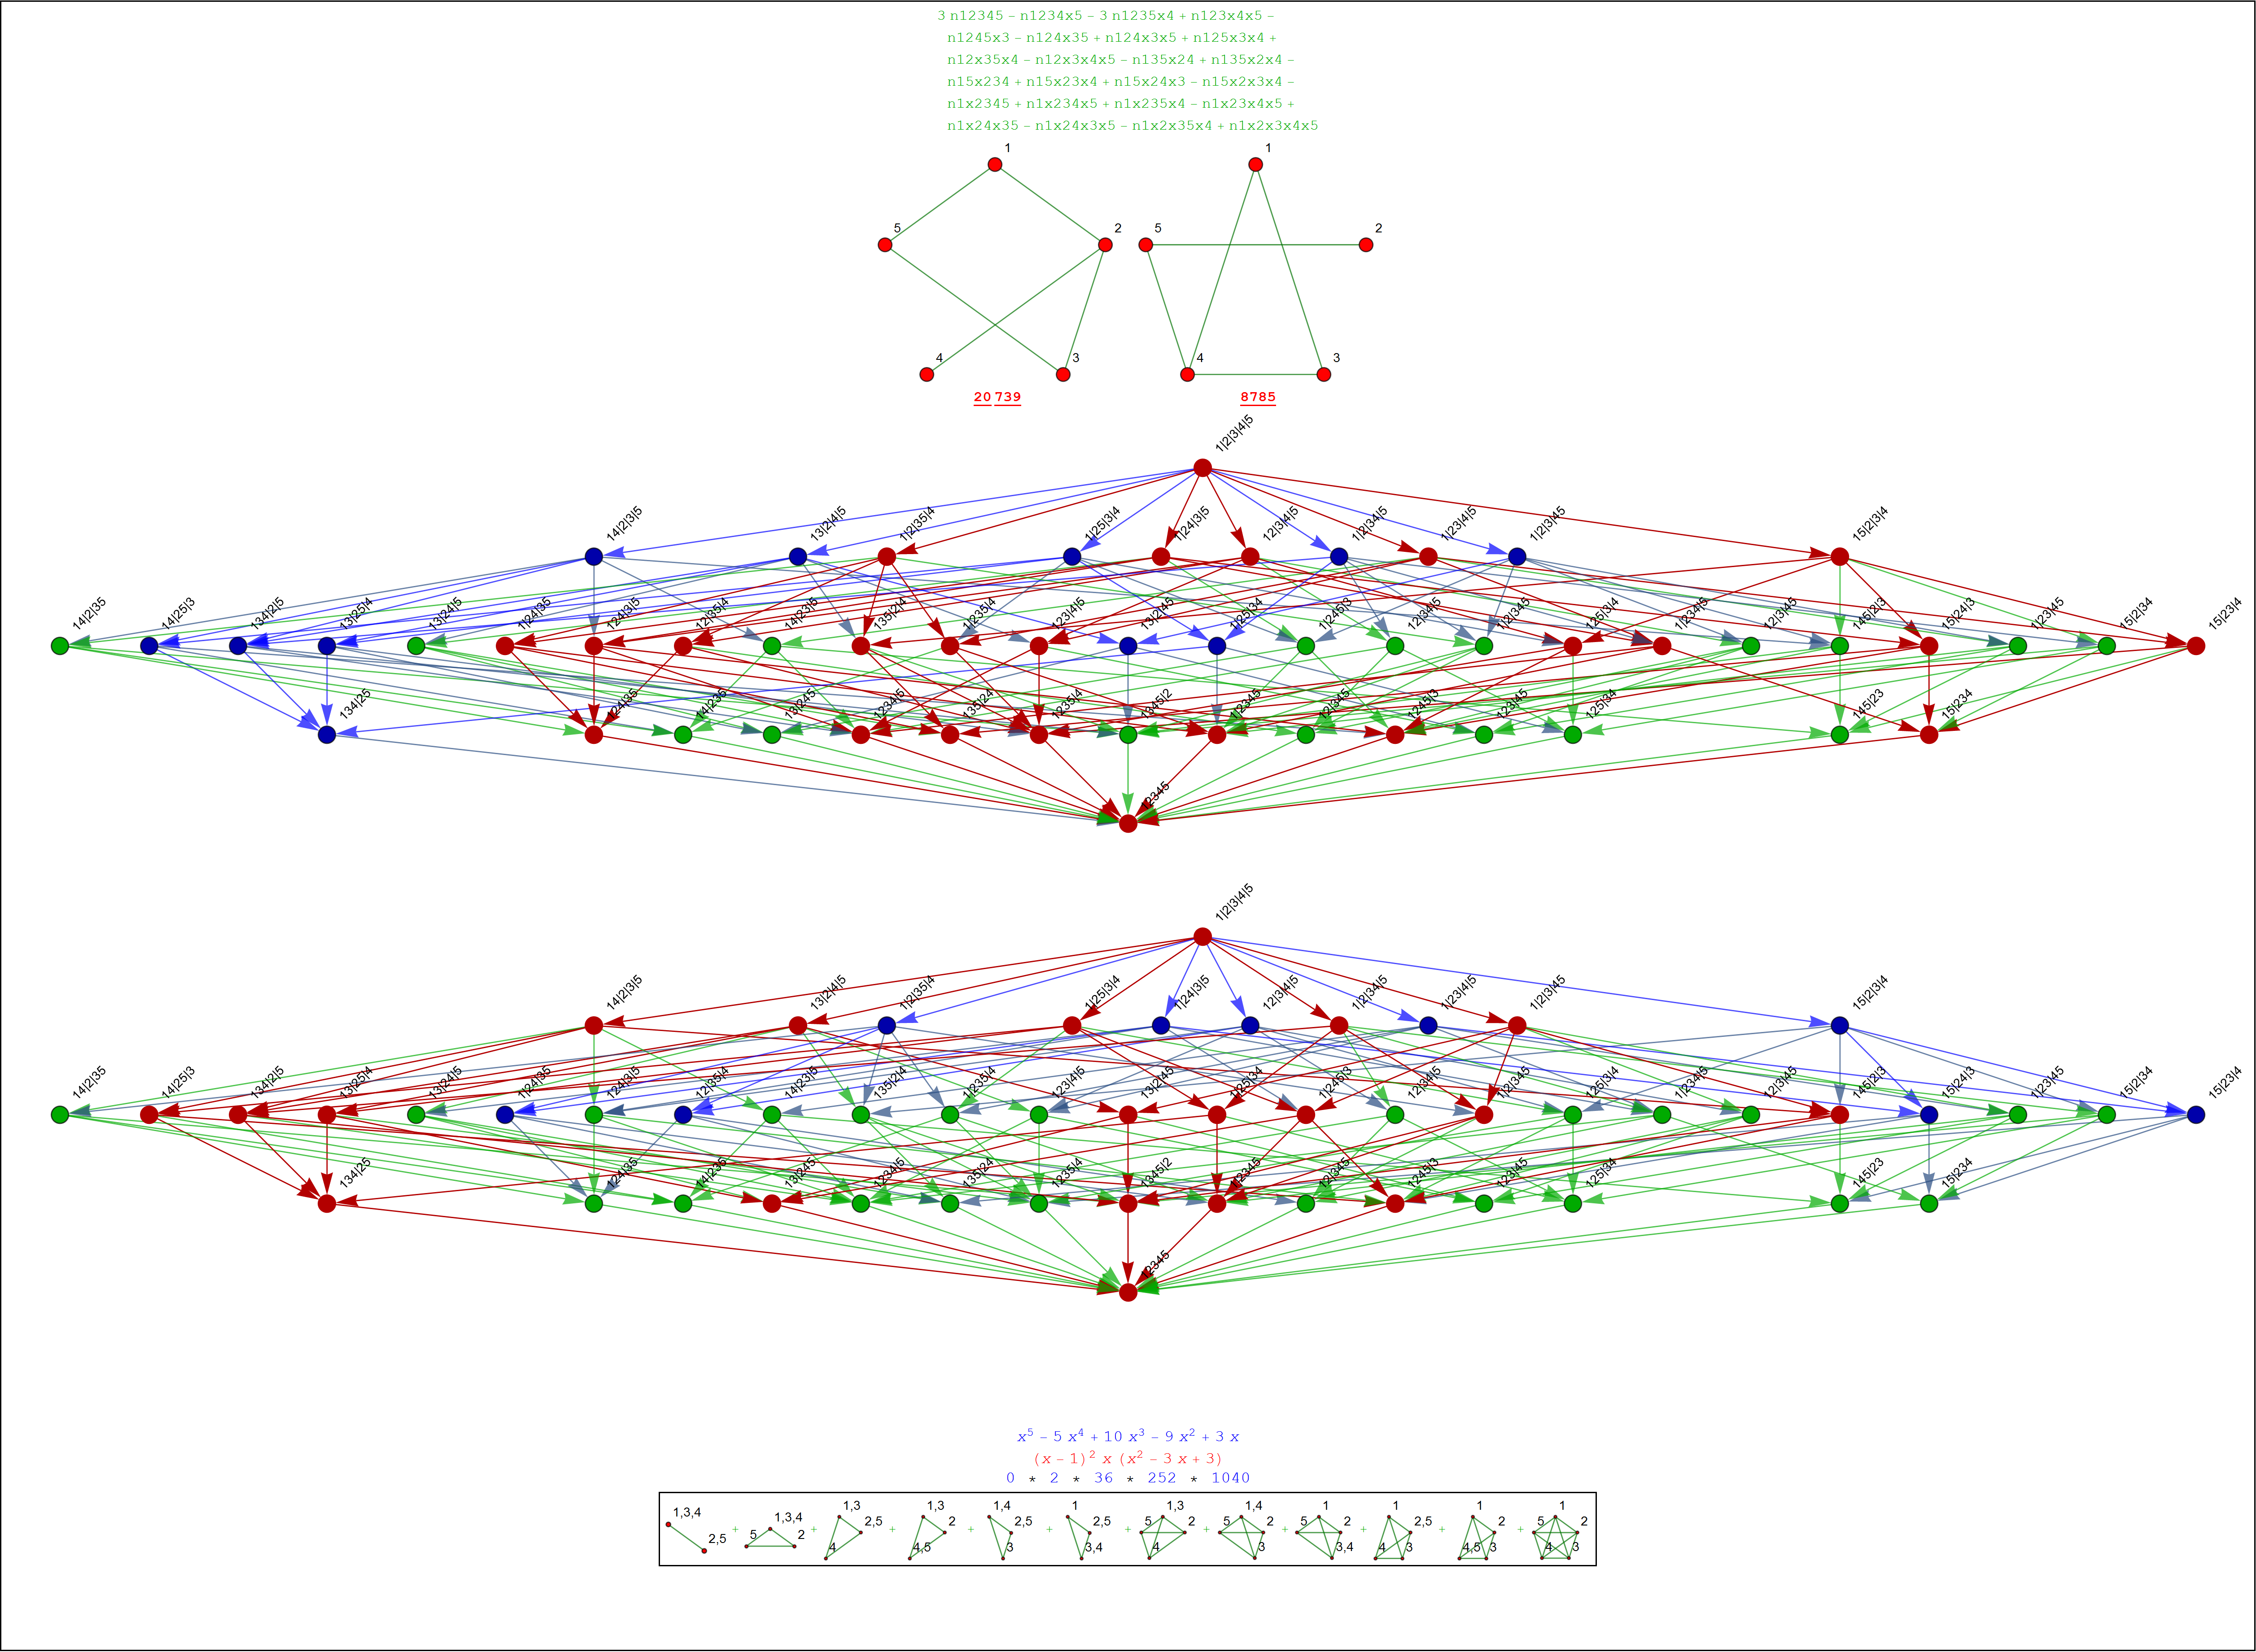 3 n12345 – n1234x5 – 3 n1235x4 + n123x4x5 –
n1245x3 – n124x35 + n124x3x5 + n125x3x4 +
n12x35x4 – n12x3x4x5 – n135x24 + n135x2x4 –
n15x234 + n15x23x4 + n15x24x3 – n15x2x3x4 –
n1x2345 + n1x234x5 + n1x235x4 – n1x23x4x5 +
n1x24x35 – n1x24x3x5 – n1x2x35x4 + n1x2x3x4x5
1 1
5 2 5 2
4 3 4 3
20 739 8785
1|2|3|4|5
14|2|3|5 13|2|4|5 1|2|35|4 1|25|3|4 1|24|3|5 12|3|4|5 1|2|34|5 1|23|4|5 1|2|3|45 15|2|3|4
14|2|35 14|25|3 134|2|5 13|25|4 13|24|5 1|24|35 124|3|5 12|35|4 14|23|5 135|2|4 1|235|4 123|4|5 13|2|45 1|25|34 1|245|3 12|34|5 1|2|345 125|3|4 1|234|5 12|3|45 145|2|3 15|24|3 1|23|45 15|2|34 15|23|4
134|25 124|35 14|235 13|245 1234|5 135|24 1235|4 1345|2 1|2345 12|345 1245|3 123|45 125|34 145|23 15|234
12345
1|2|3|4|5
14|2|3|5 13|2|4|5 1|2|35|4 1|25|3|4 1|24|3|5 12|3|4|5 1|2|34|5 1|23|4|5 1|2|3|45 15|2|3|4
14|2|35 14|25|3 134|2|5 13|25|4 13|24|5 1|24|35 124|3|5 12|35|4 14|23|5 135|2|4 1|235|4 123|4|5 13|2|45 1|25|34 1|245|3 12|34|5 1|2|345 125|3|4 1|234|5 12|3|45 145|2|3 15|24|3 1|23|45 15|2|34 15|23|4
134|25 124|35 14|235 13|245 1234|5 135|24 1235|4 1345|2 1|2345 12|345 1245|3 123|45 125|34 145|23 15|234
12345
x⁵ – 5 x⁴ + 10 x³ – 9 x² + 3 x
(x – 1)² x (x² – 3 x + 3)
0 * 2 * 36 * 252 * 1040
1,3,4 2,5 + 1,3,4 5 2 + 1,3 2,5 4 + 1,3 2 4,5 + 1,4 2,5 3 + 1 2,5 3,4 + 1,3 5 2 4 + 1,4 5 2 3 + 1 5 2 3,4 + 1 2,5 4 3 + 1 2 4,5 3 + 1 5 2 4 3